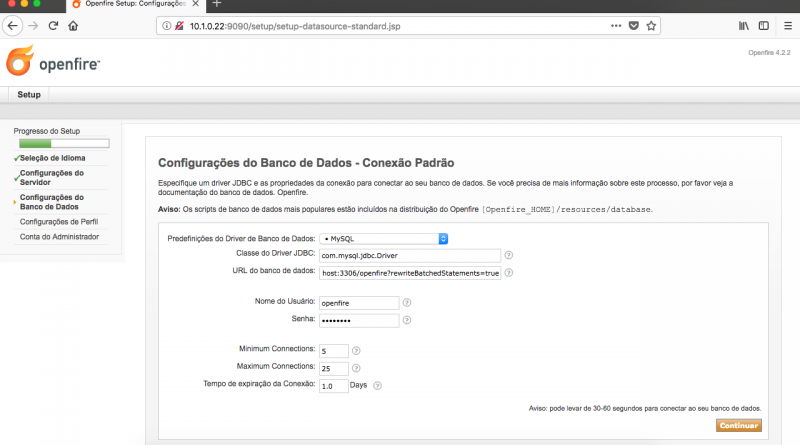 Openfire Setup: Configurações
10.1.0.22:9090/setup/setup-datasource-standard.jsp
openfire
Openfire 4.2.2
Setup
Progresso do Setup
Seleção de Idioma
Configurações do
Servidor
Configurações do
Banco de Dados
Configurações de Perfil
Conta do Administrador
Configurações do Banco de Dados - Conexão Padrão
Especifique um driver JDBC e as propriedades da conexão para conectar ao seu banco de dados. Se você precisa de mais informação sobre este processo, por favor veja a
documentação do banco de dados. Openfire.
Aviso: Os scripts de banco de dados mais populares estão incluídos na distribuição do Openfire [Openfire_HOME]/resources/database.
Predefinições do Driver de Banco de Dados: • MySQL
Classe do Driver JDBC: com.mysql.jdbc.Driver ?
URL do banco de dados: host:3306/openfire?rewriteBatchedStatements=true ?
Nome do Usuário: openfire ?
Senha: •••••••• ?
Minimum Connections: 5 ?
Maximum Connections: 25 ?
Tempo de expiração da Conexão: 1.0 Days ?
Aviso: pode levar de 30-60 segundos para conectar ao seu banco de dados.
Continuar